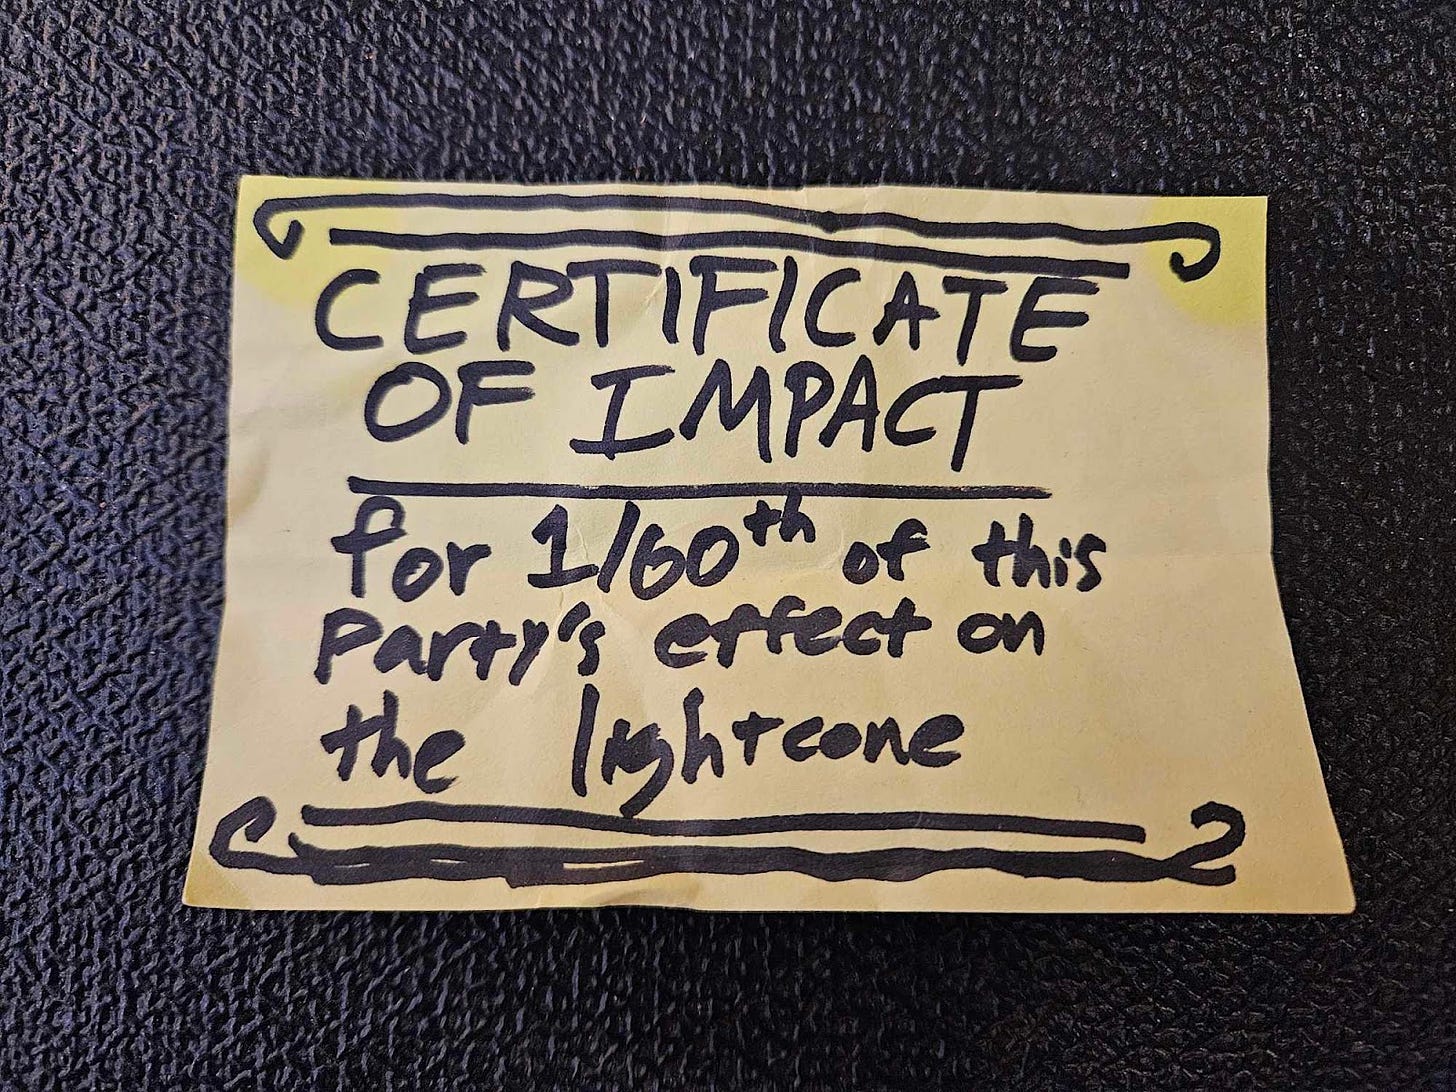 CERTIFICATE
OF IMPACT
for 1/60th of this
Party's effect on
the lightcone